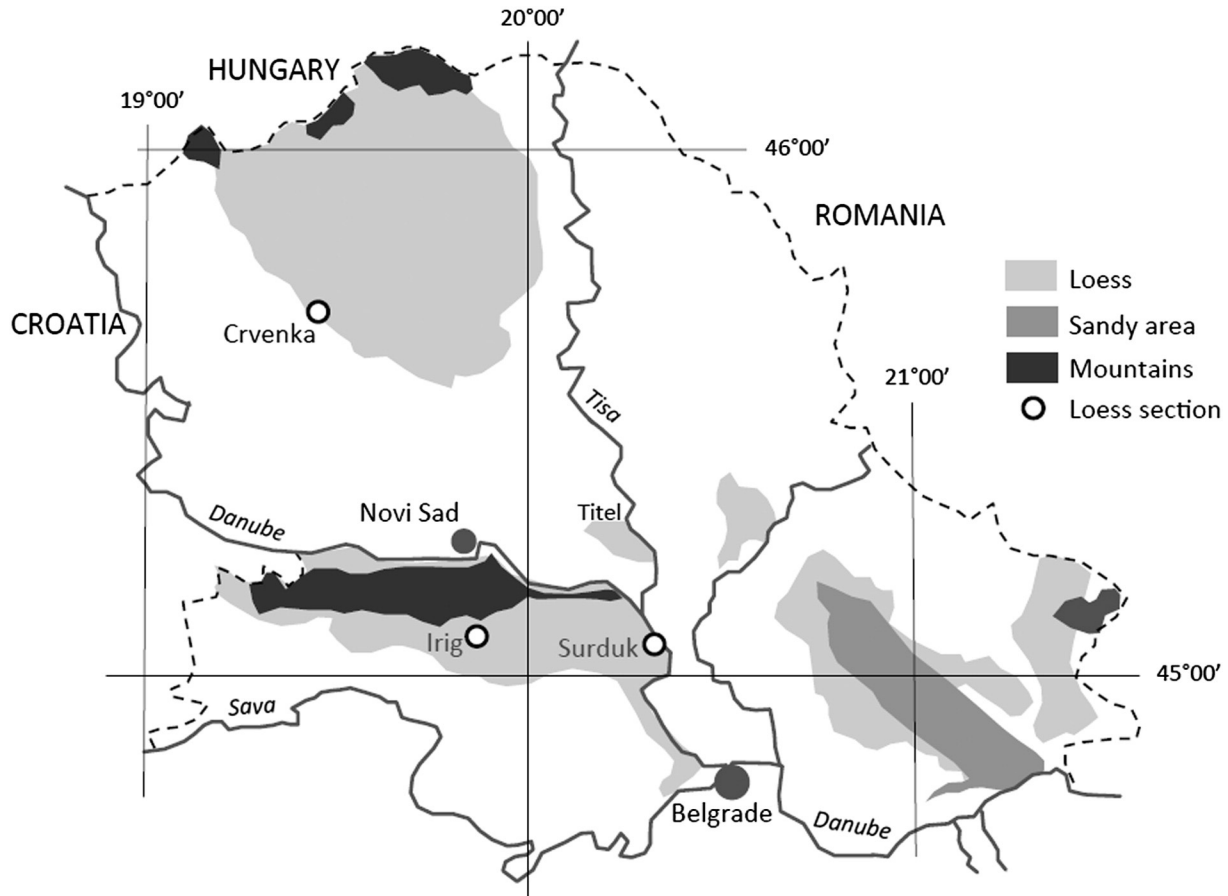 20°00′
HUNGARY
19°00′
46°00′
ROMANIA
Loess
Sandy area
Mountains
Loess section
CROATIA
Crvenka
21°00′
Tisa
Novi Sad
Titel
Danube
Irig
Surduk
45°00′
Sava
Belgrade
Danube